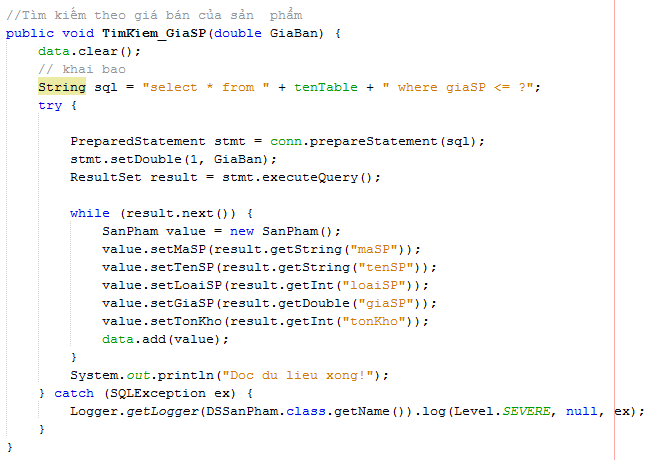 //Tìm kiếm theo giá bán của sản  phẩm
public void TimKiem_GiaSP(double GiaBan) {
    data.clear();
    // khai bao
    String sql = "select * from " + tenTable + " where giaSP <= ?";
    try {
        PreparedStatement stmt = conn.prepareStatement(sql);
        stmt.setDouble(1, GiaBan);
        ResultSet result = stmt.executeQuery();
        while (result.next()) {
            SanPham value = new SanPham();
            value.setMaSP(result.getString("maSP"));
            value.setTenSP(result.getString("tenSP"));
            value.setLoaiSP(result.getInt("loaiSP"));
            value.setGiaSP(result.getDouble("giaSP"));
            value.setTonKho(result.getInt("tonKho"));
            data.add(value);
        }
        System.out.println("Doc du lieu xong!");
    } catch (SQLException ex) {
        Logger.getLogger(DSSanPham.class.getName()).log(Level.SEVERE, null, ex);
    }
}